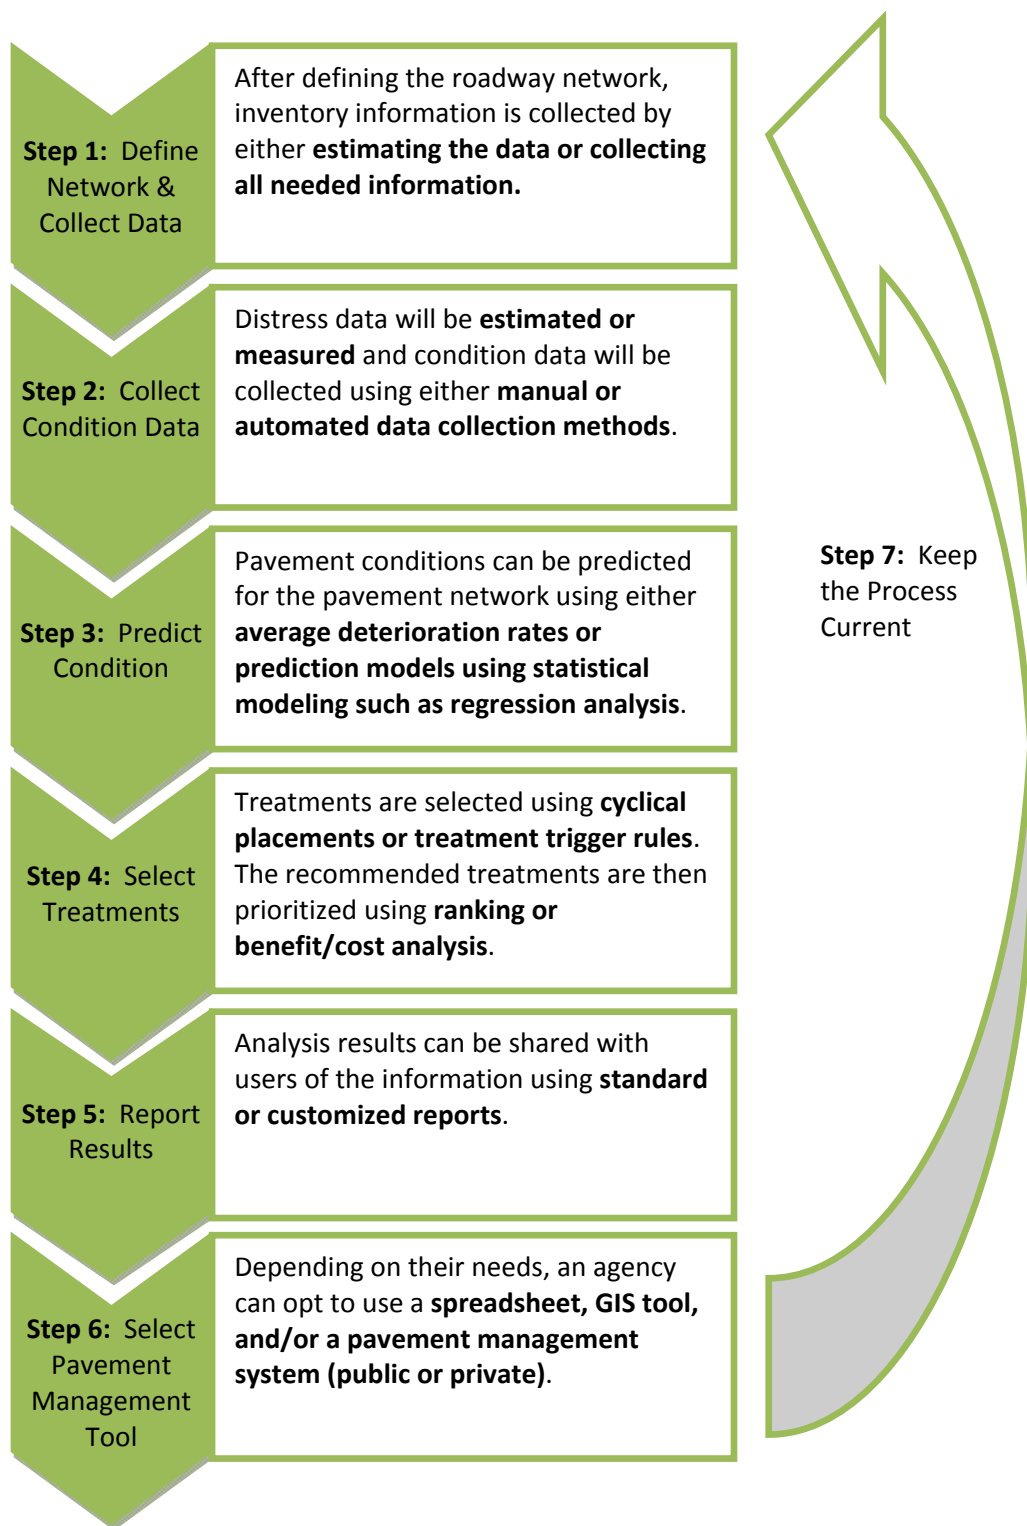 Step 1: Define
Network &
Collect Data
After defining the roadway network,
inventory information is collected by
either estimating the data or collecting
all needed information.
Step 2: Collect
Condition Data
Distress data will be estimated or
measured and condition data will be
collected using either manual or
automated data collection methods.
Step 3: Predict
Condition
Pavement conditions can be predicted
for the pavement network using either
average deterioration rates or
prediction models using statistical
modeling such as regression analysis.
Step 4: Select
Treatments
Treatments are selected using cyclical
placements or treatment trigger rules.
The recommended treatments are then
prioritized using ranking or
benefit/cost analysis.
Step 5: Report
Results
Analysis results can be shared with
users of the information using standard
or customized reports.
Step 6: Select
Pavement
Management
Tool
Depending on their needs, an agency
can opt to use a spreadsheet, GIS tool,
and/or a pavement management
system (public or private).
Step 7: Keep
the Process
Current